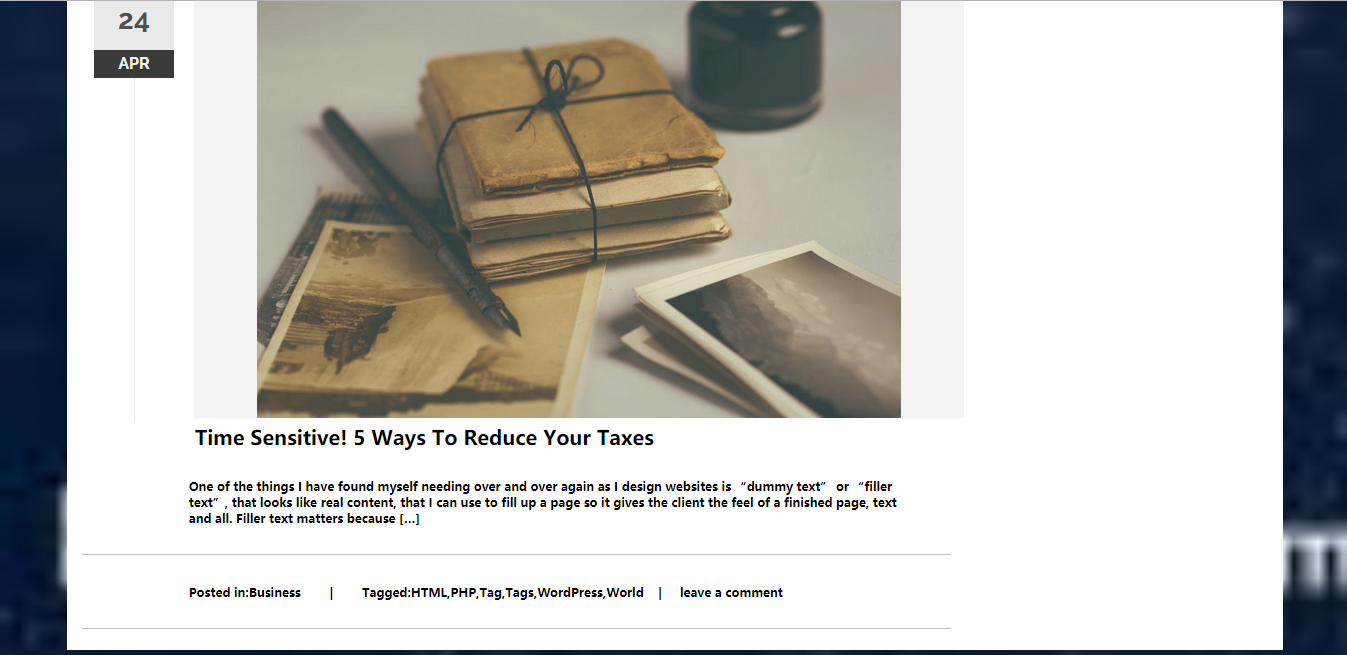 24
APR
Time Sensitive! 5 Ways To Reduce Your Taxes
One of the things I have found myself needing over and over again as I design websites is “dummy text” or “filler
text”, that looks like real content, that I can use to fill up a page so it gives the client the feel of a finished page, text
and all. Filler text matters because [...]
Posted in:Business | Tagged:HTML,PHP,Tag,Tags,WordPress,World | leave a comment